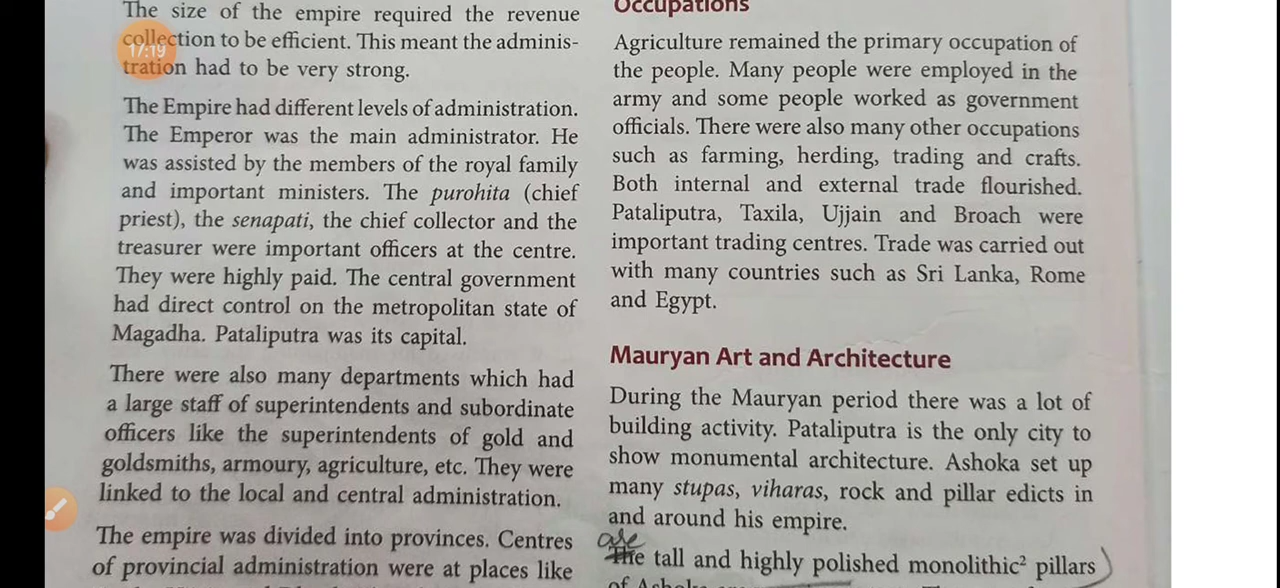 The size of the empire required the revenue
collection to be efficient. This meant the adminis-
tration had to be very strong.
17:19
The Empire had different levels of administration.
The Emperor was the main administrator. He
was assisted by the members of the royal family
and important ministers. The purohita (chief
priest), the senapati, the chief collector and the
treasurer were important officers at the centre.
They were highly paid. The central government
had direct control on the metropolitan state of
Magadha. Pataliputra was its capital.
There were also many departments which had
a large staff of superintendents and subordinate
officers like the superintendents of gold and
goldsmiths, armoury, agriculture, etc. They were
linked to the local and central administration.
The empire was divided into provinces. Centres
of provincial administration were at places like
Occupations
Agriculture remained the primary occupation of
the people. Many people were employed in the
army and some people worked as government
officials. There were also many other occupations
such as farming, herding, trading and crafts.
Both internal and external trade flourished.
Pataliputra, Taxila, Ujjain and Broach were
important trading centres. Trade was carried out
with many countries such as Sri Lanka, Rome
and Egypt.
Mauryan Art and Architecture
During the Mauryan period there was a lot of
building activity. Pataliputra is the only city to
show monumental architecture. Ashoka set up
many stupas, viharas, rock and pillar edicts in
and around his empire.
are
The tall and highly polished monolithic² pillars